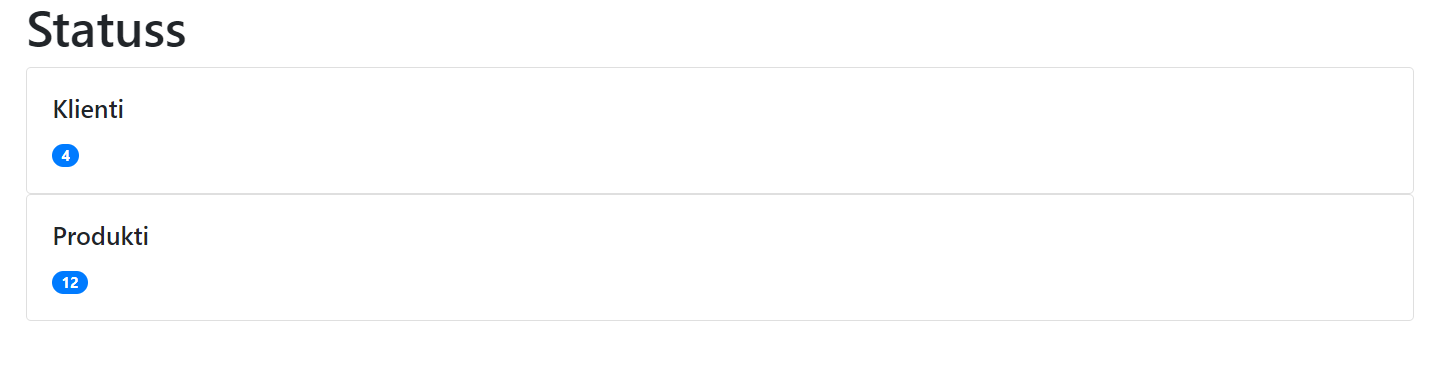 Statuss
Klienti
4
Produkti
12